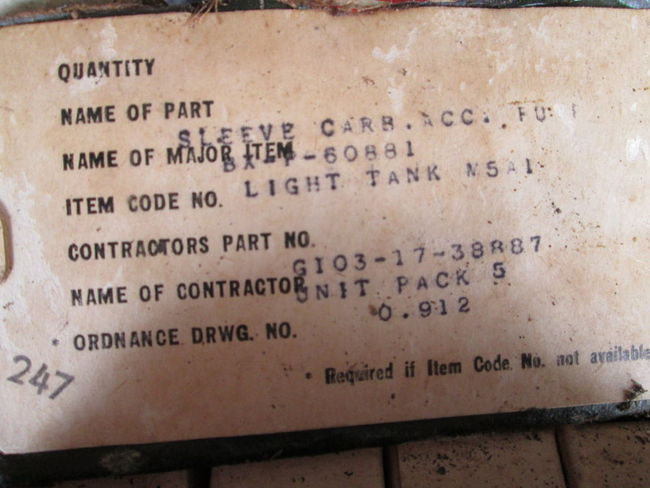 QUANTITY
NAME OF PART
SLEEVE CARB. ACC.
NAME OF MAJOR ITEM
60881
ITEM CODE NO.
LIGHT TANK M5A1
CONTRACTORS PART NO.
G103-17-38887
NAME OF CONTRACTOR
UNIT PACK 5
0.912
* ORDNANCE DRWG. NO.
* Required if Item Code No. not available
247